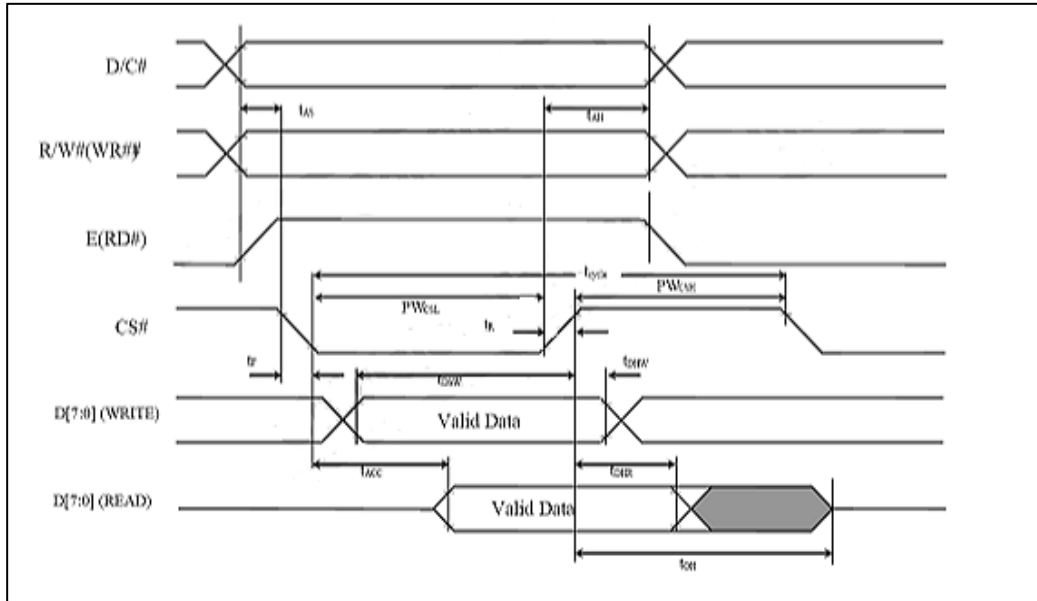 D/C#
tAS
tAH
R/W#(WR#)
E(RD#)
tcycle
PWCSL
PWCSH
CS#
tR
tF
tDSW
tDHW
D[7:0] (WRITE)
Valid Data
tACC
tDHR
D[7:0] (READ)
Valid Data
tOH